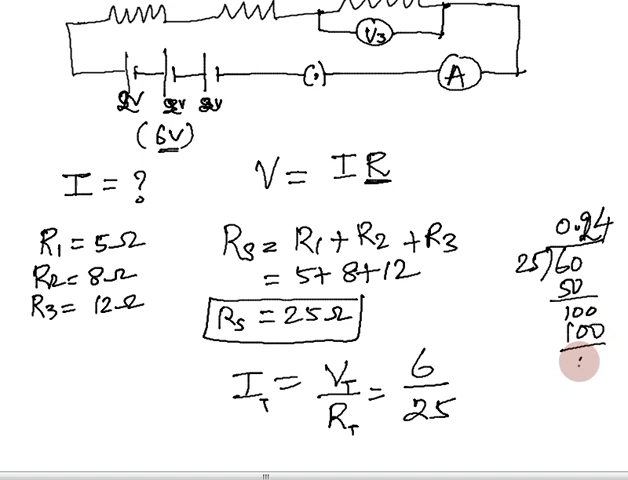 V3
A
2V 2V 2V
(6V)
I = ?
V = I R
R1 = 5Ω
R2 = 8Ω
R3 = 12Ω
Rs = R1 + R2 + R3
= 5 + 8 + 12
Rs = 25Ω
IT = VT / RT = 6 / 25
0.24
25)60
50
100
100